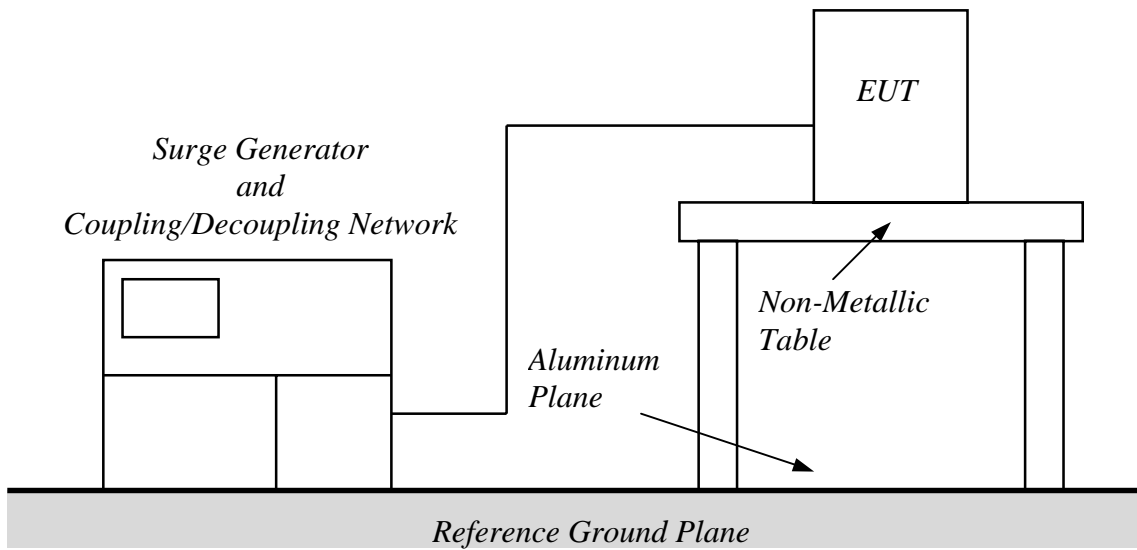 EUT
Surge Generator
and
Coupling/Decoupling Network
Non-Metallic
Table
Aluminum
Plane
Reference Ground Plane